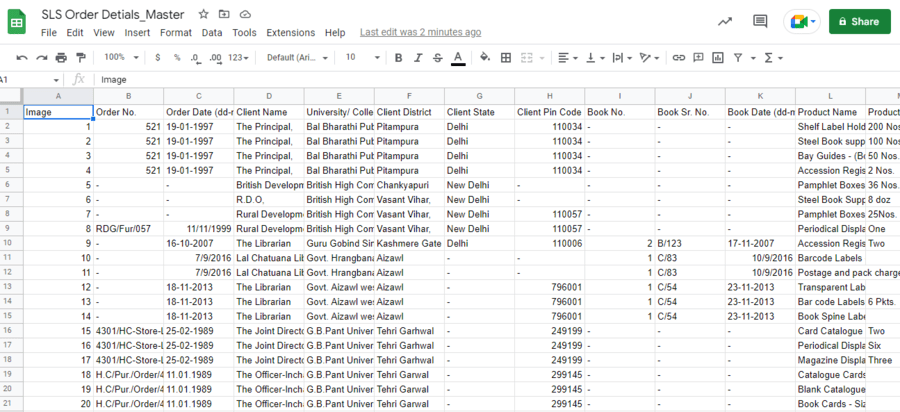 SLS Order Detials_Master
File Edit View Insert Format Data Tools Extensions Help Last edit was 2 minutes ago
Share
100% $ % .0 .00 123 Default (Ari... 10 B I S A
A1 fx Image
A B C D E F G H I J K L M
1 Image Order No. Order Date (dd-m Client Name University/ Colle Client District Client State Client Pin Code Book No. Book Sr. No. Book Date (dd-m Product Name Product
2 1 521 19-01-1997 The Principal, Bal Bharathi Pub Pitampura Delhi 110034 - - - Shelf Label Hold 200 Nos
3 2 521 19-01-1997 The Principal, Bal Bharathi Pub Pitampura Delhi 110034 - - - Steel Book supp 100 Nos
4 3 521 19-01-1997 The Principal, Bal Bharathi Pub Pitampura Delhi 110034 - - - Bay Guides - (Be 50 Nos.
5 4 521 19-01-1997 The Principal, Bal Bharathi Pub Pitampura Delhi 110034 - - - Accession Regis 2 Nos.
6 5 - - British Developm British High Com Chankyapuri New Delhi - - - - Pamphlet Boxes 36 Nos.
7 6 - - R.D.O, British High Com Vasant Vihar, New Delhi - - - - Steel Book Supp 8 doz
8 7 - - Rural Developme British High Com Vasant Vihar, New Delhi 110057 - - - Pamphlet Boxes 25Nos.
9 8 RDG/Fur/057 11/11/1999 Rural Developme British High Com Vasant Vihar, New Delhi 110057 - - - Periodical Displa One
10 9 - 16-10-2007 The Librarian Guru Gobind Sin Kashmere Gate Delhi 110006 2 B/123 17-11-2007 Accession Regis Two
11 10 - 7/9/2016 Lal Chatuana Lib Govt. Hrangbana Aizawl - - 1 C/83 10/9/2016 Barcode Labels
12 11 - 7/9/2016 Lal Chatuana Lib Govt. Hrangbana Aizawl - - 1 C/83 10/9/2016 Postage and pack charge
13 12 - 18-11-2013 The Librarian Govt. Aizawl wes Aizawl - 796001 1 C/54 23-11-2013 Transparent Lab
14 13 - 18-11-2013 The Librarian Govt. Aizawl wes Aizawl - 796001 1 C/54 23-11-2013 Bar code Labels 6 Pkts.
15 14 - 18-11-2013 The Librarian Govt. Aizawl wes Aizawl - 796001 1 C/54 23-11-2013 Book Spine Labe
16 15 4301/HC-Store-L 25-02-1989 The Joint Directo G.B.Pant Univer Tehri Garhwal - 249199 - - - Card Catalogue Two
17 16 4301/HC-Store-L 25-02-1989 The Joint Directo G.B.Pant Univer Tehri Garhwal - 249199 - - - Periodical Displa Six
18 17 4301/HC-Store-L 25-02-1989 The Joint Directo G.B.Pant Univer Tehri Garhwal - 249199 - - - Magazine Displa Three
19 18 H.C/Pur./Order/4 11.01.1989 The Officer-Inch G.B.Pant Univer Tehri Garhwal - 299145 - - - Catalogue Cards
20 19 H.C/Pur./Order/4 11.01.1989 The Officer-Inch G.B.Pant Univer Tehri Garhwal - 299145 - - - Blank Catalogue
21 20 H.C/Pur./Order/4 11.01.1989 The Officer-Inch G.B.Pant Univer Tehri Garhwal - 299145 - - - Book Cards - Siz